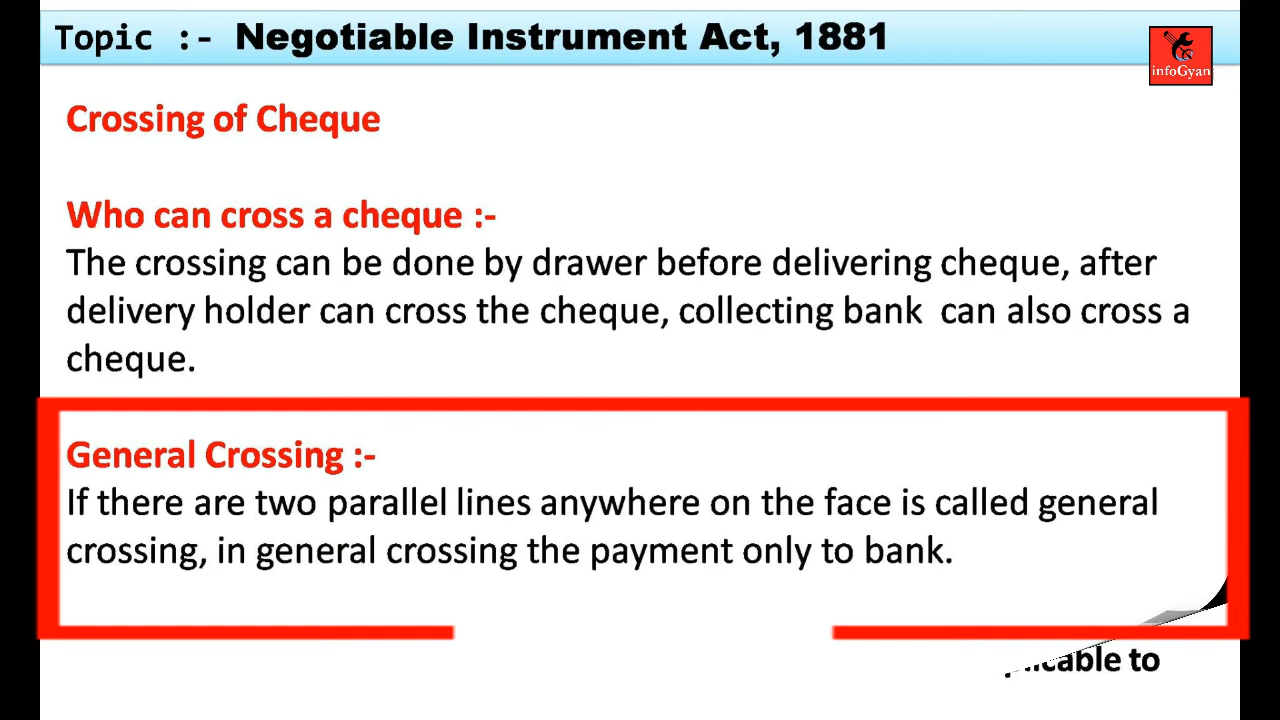 Topic :- Negotiable Instrument Act, 1881
infoGyan
Crossing of Cheque
Who can cross a cheque :-
The crossing can be done by drawer before delivering cheque, after
delivery holder can cross the cheque, collecting bank can also cross a
cheque.
General Crossing :-
If there are two parallel lines anywhere on the face is called general
crossing, in general crossing the payment only to bank.
to